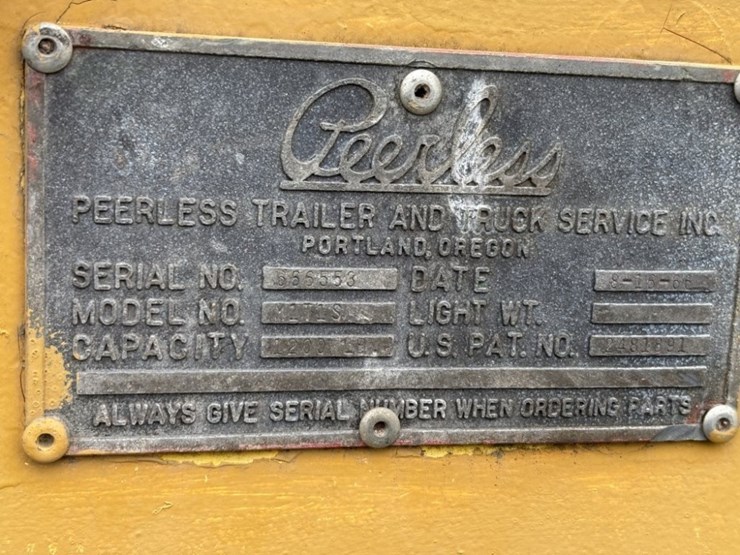 Peerless
PEERLESS TRAILER AND TRUCK SERVICE INC.
PORTLAND, OREGON
SERIAL NO. DATE
MODEL NO. LIGHT WT.
CAPACITY U.S. PAT. NO.
ALWAYS GIVE SERIAL NUMBER WHEN ORDERING PARTS